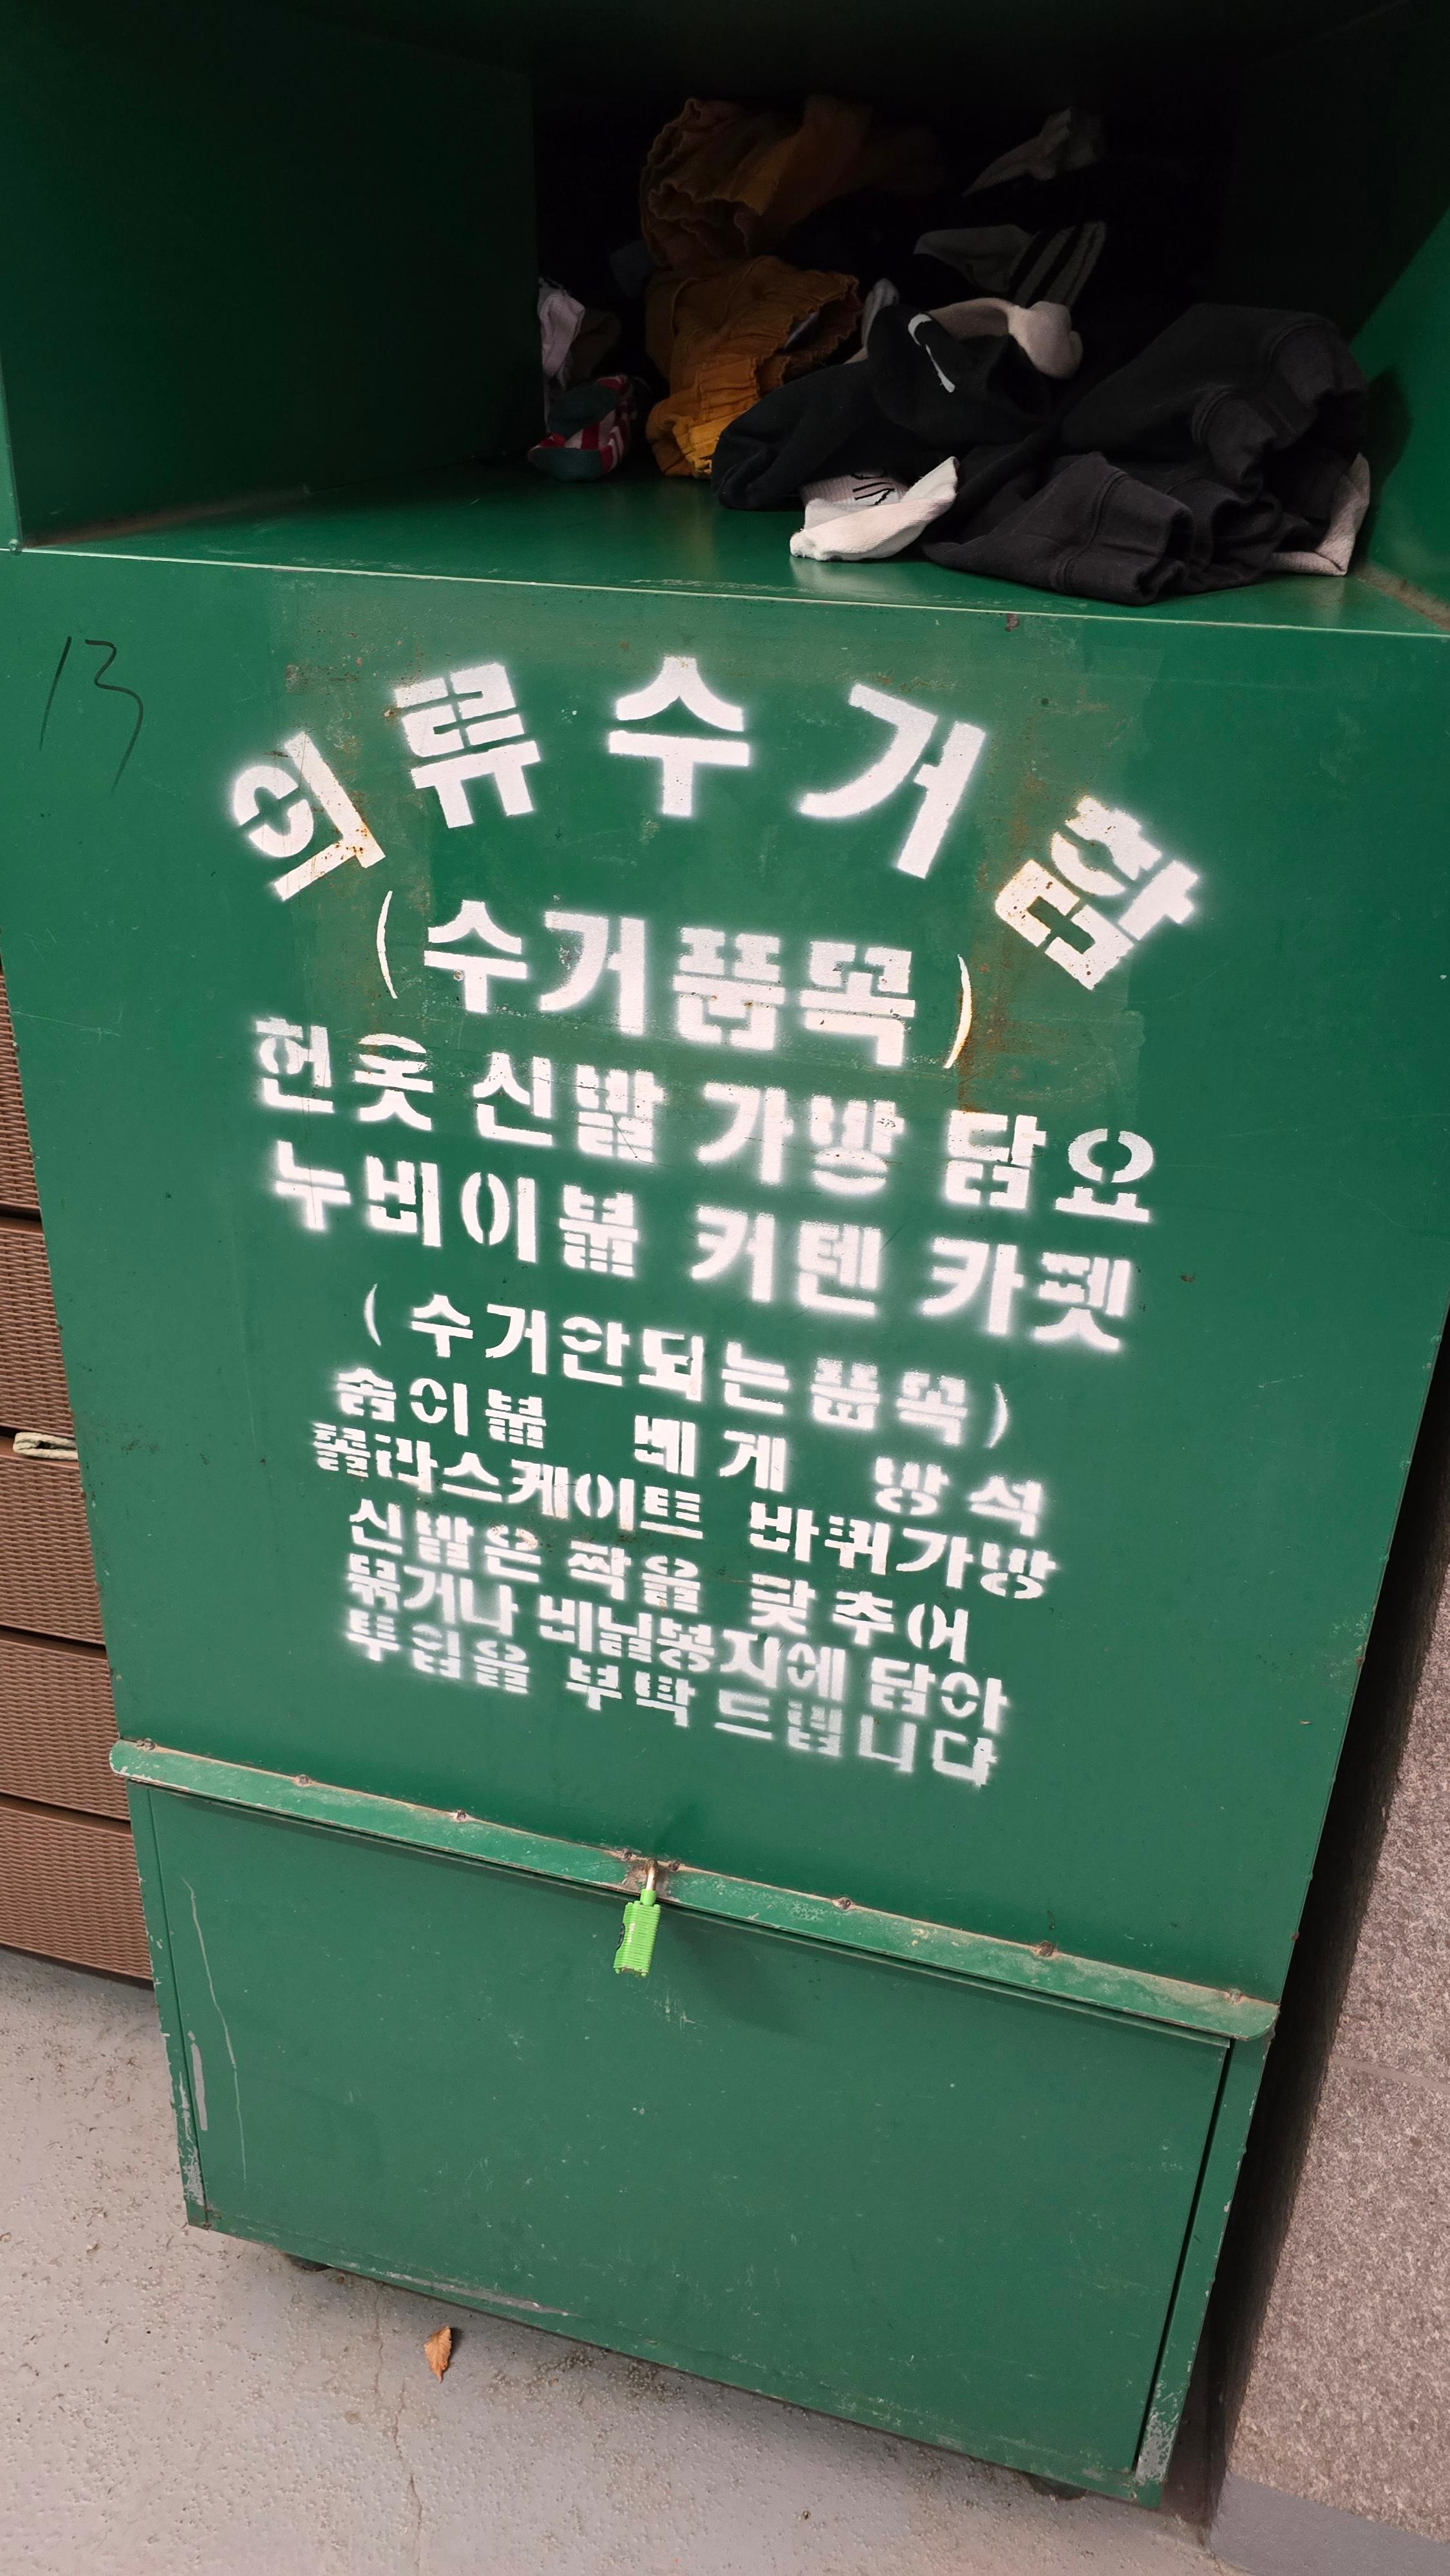 13
의류수거함
(수거품목)
헌옷 신발 가방 담요
누비이불 커텐 카펫
(수거안되는품목)
솜이불 베게 방석
롤라스케이트 바퀴가방
신발은 짝을 맞추어
묶거나 비닐봉지에 담아
투입을 부탁드립니다